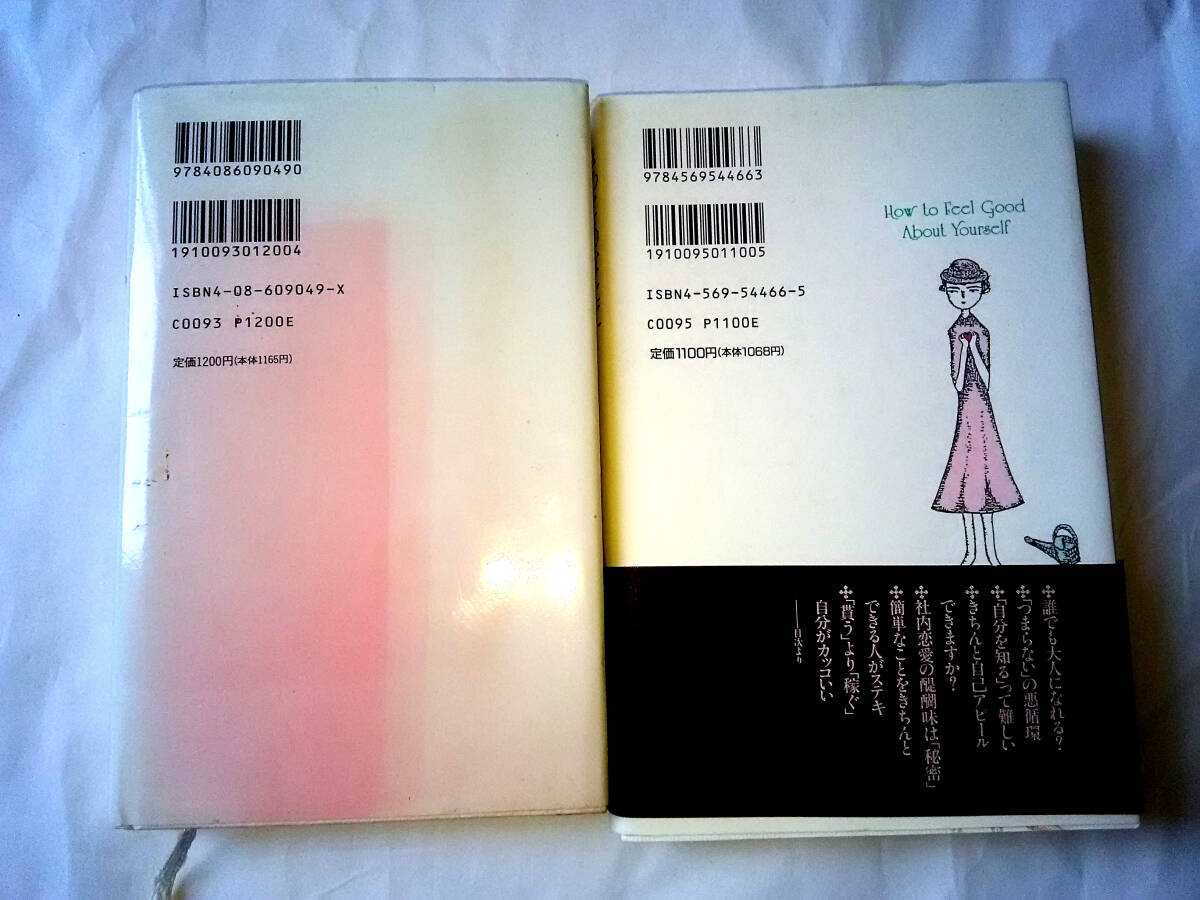 9784086090490
1910093012004
ISBN4-08-609049-X
C0093 P1200E
定価1200円(本体1165円)
9784569544663
1910095011005
ISBN4-569-54466-5
C0095 P1100E
定価1100円(本体1068円)
How to Feel Good
About Yourself
✣誰でも大人になれる?
✣「つまらない」の悪循環
✣「自分を知る」って難しい
✣きちんと自己アピール
できますか?
✣社内恋愛の醍醐味は「秘密」
✣簡単なことをきちんと
できる人がステキ
✣「貰う」より「稼ぐ」
自分がカッコいい
――目次より